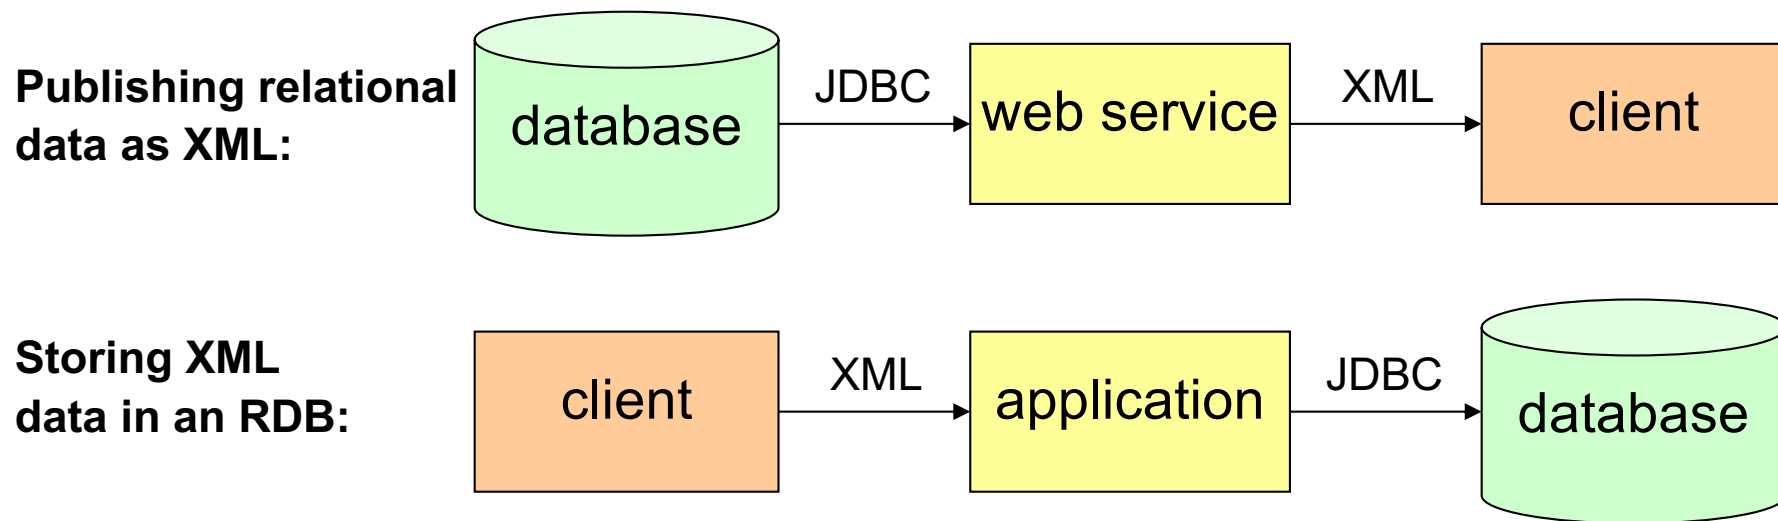 Publishing relational
data as XML:
database
JDBC
web service
XML
client
Storing XML
data in an RDB:
client
XML
application
JDBC
database